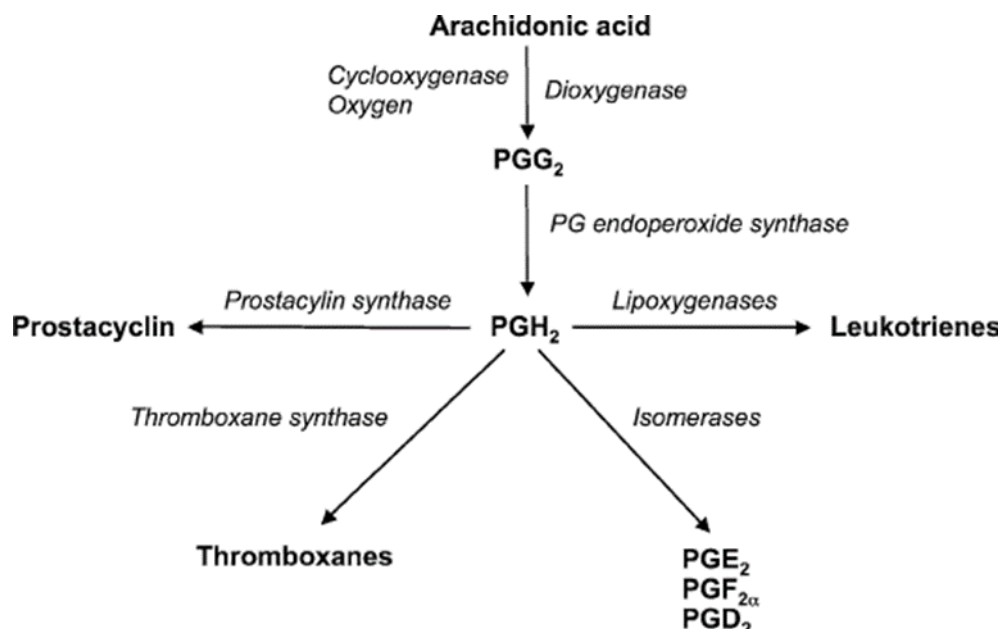 Arachidonic acid
Cyclooxygenase
Oxygen
Dioxygenase
PGG₂
PG endoperoxide synthase
Prostacylin synthase
Lipoxygenases
Prostacyclin
PGH₂
Leukotrienes
Thromboxane synthase
Isomerases
Thromboxanes
PGE₂
PGF₂α
PGD₂